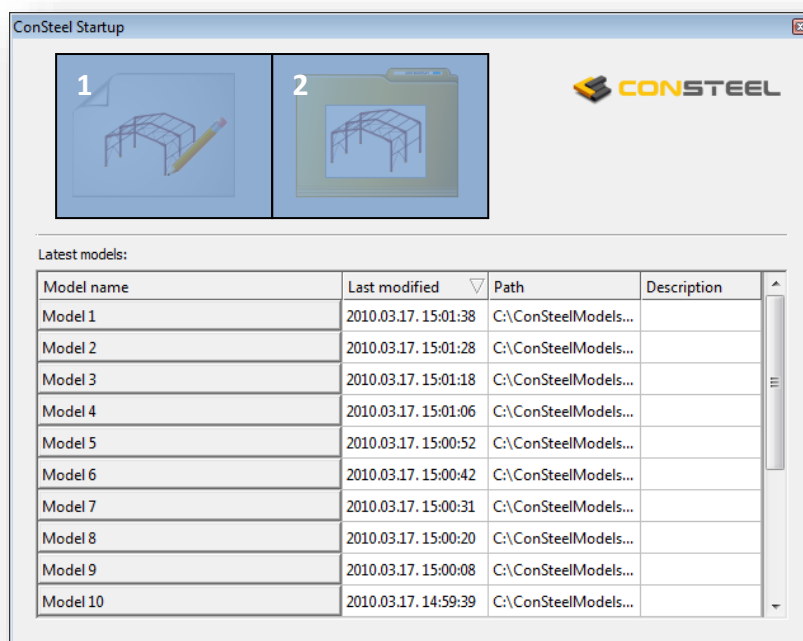 ConSteel Startup
1 2 CONSTEEL
Latest models:
Model name Last modified Path Description
Model 1 2010.03.17. 15:01:38 C:\ConSteelModels...
Model 2 2010.03.17. 15:01:28 C:\ConSteelModels...
Model 3 2010.03.17. 15:01:18 C:\ConSteelModels...
Model 4 2010.03.17. 15:01:06 C:\ConSteelModels...
Model 5 2010.03.17. 15:00:52 C:\ConSteelModels...
Model 6 2010.03.17. 15:00:42 C:\ConSteelModels...
Model 7 2010.03.17. 15:00:31 C:\ConSteelModels...
Model 8 2010.03.17. 15:00:20 C:\ConSteelModels...
Model 9 2010.03.17. 15:00:08 C:\ConSteelModels...
Model 10 2010.03.17. 14:59:39 C:\ConSteelModels...